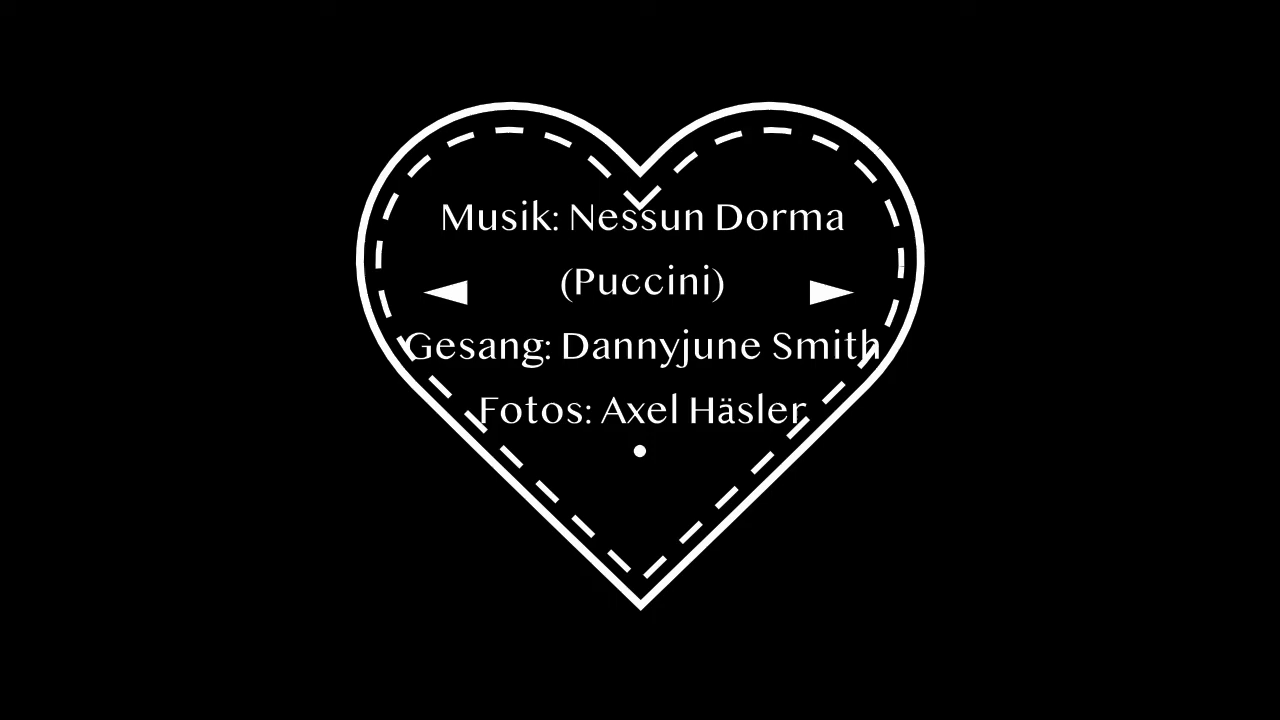 Musik: Nessun Dorma
(Puccini)
Gesang: Dannyjune Smith
Fotos: Axel Häsler